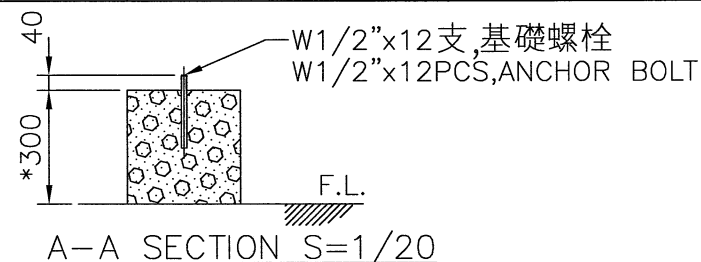 40
W1/2”x12支,基礎螺栓
W1/2”x12PCS,ANCHOR BOLT
*300
F.L.
A-A SECTION S=1/20